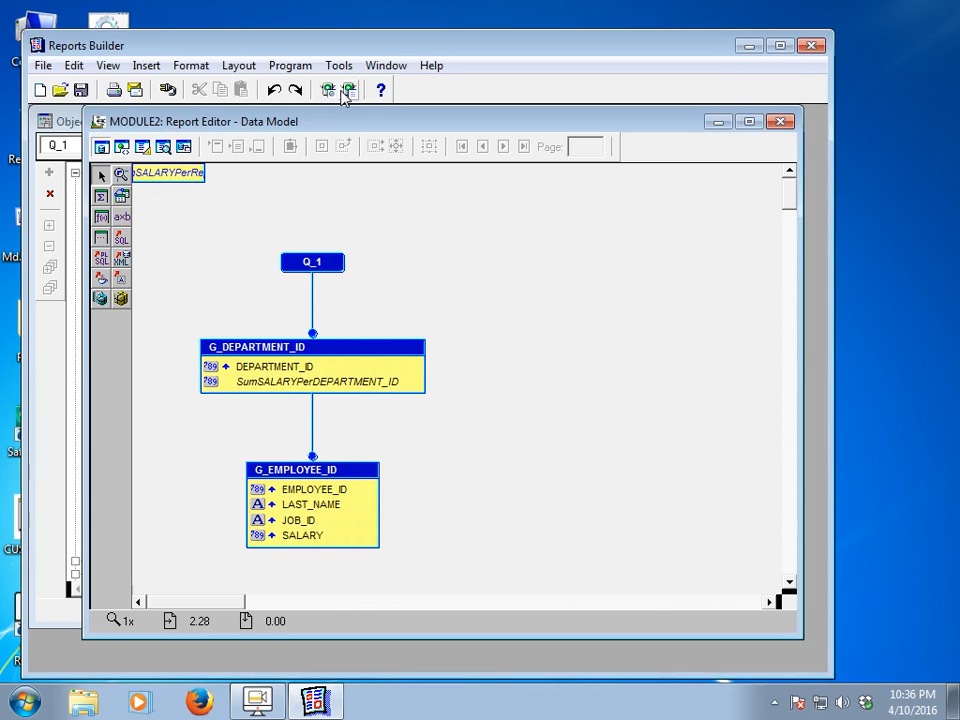 Reports Builder
File Edit View Insert Format Layout Program Tools Window Help
Q_1
MODULE2: Report Editor - Data Model
Page:
Q_1
G_DEPARTMENT_ID
DEPARTMENT_ID
SumSALARYPerDEPARTMENT_ID
G_EMPLOYEE_ID
EMPLOYEE_ID
LAST_NAME
JOB_ID
SALARY
1x 2.28 0.00
10:36 PM
4/10/2016